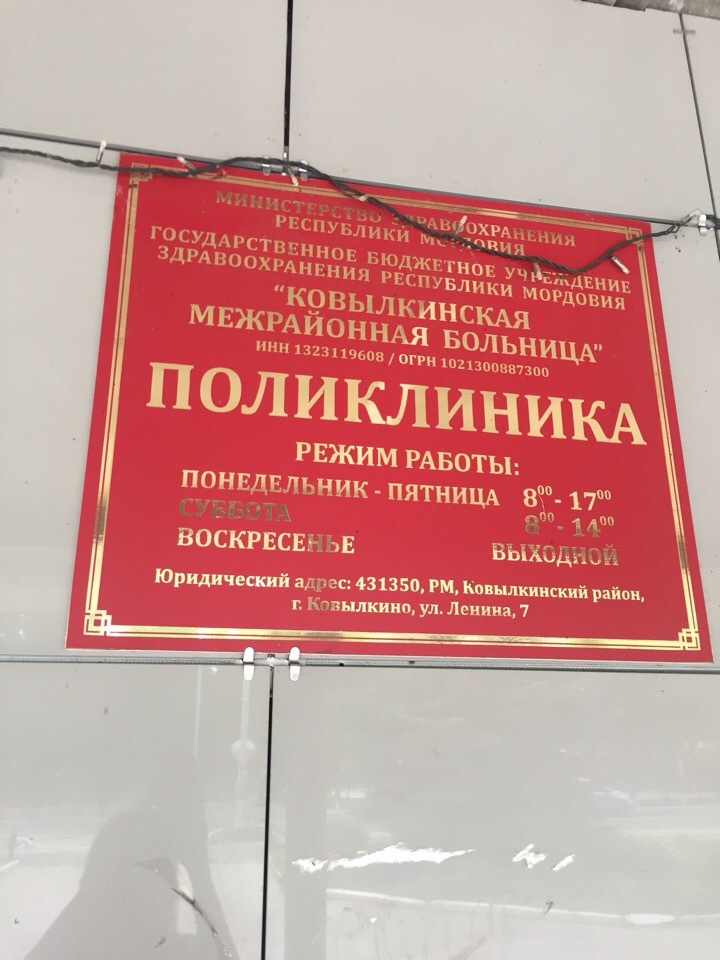 МИНИСТЕРСТВО ЗДРАВООХРАНЕНИЯ
РЕСПУБЛИКИ МОРДОВИЯ
ГОСУДАРСТВЕННОЕ БЮДЖЕТНОЕ УЧРЕЖДЕНИЕ
ЗДРАВООХРАНЕНИЯ РЕСПУБЛИКИ МОРДОВИЯ
“КОВЫЛКИНСКАЯ
МЕЖРАЙОННАЯ БОЛЬНИЦА”
ИНН 1323119608 / ОГРН 1021300887300
ПОЛИКЛИНИКА
РЕЖИМ РАБОТЫ:
ПОНЕДЕЛЬНИК - ПЯТНИЦА 8⁰⁰ - 17⁰⁰
СУББОТА 8⁰⁰ - 14⁰⁰
ВОСКРЕСЕНЬЕ ВЫХОДНОЙ
Юридический адрес: 431350, РМ, Ковылкинский район,
г. Ковылкино, ул. Ленина, 7